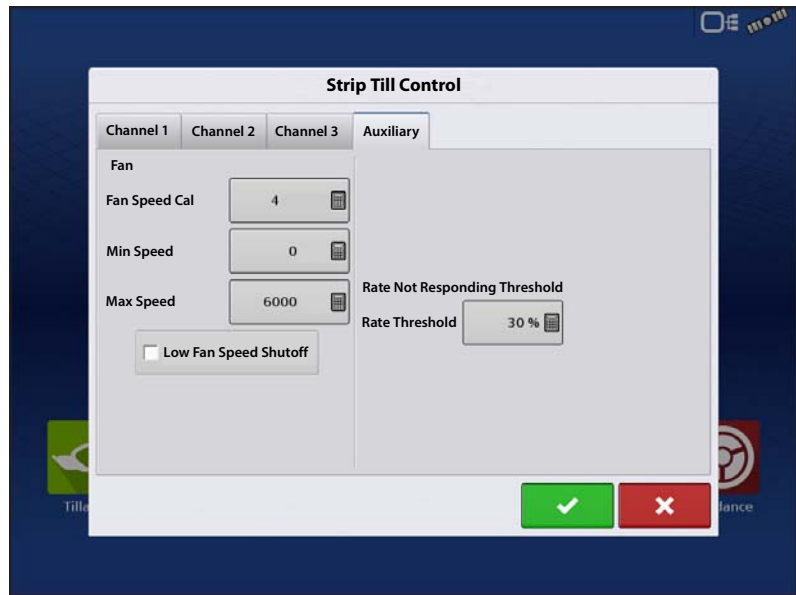 Strip Till Control
Channel 1
Channel 2
Channel 3
Auxiliary
Fan
Fan Speed Cal
4
Min Speed
0
Max Speed
6000
Low Fan Speed Shutoff
Rate Not Responding Threshold
Rate Threshold
30 %
Tilla
dance